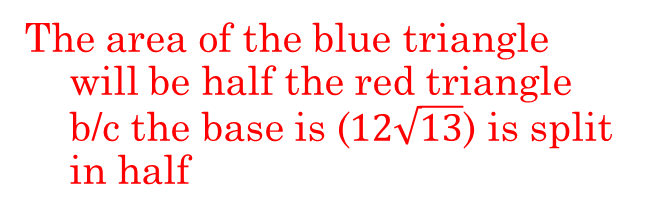 The area of the blue triangle
will be half the red triangle
b/c the base is (12√13) is split
in half